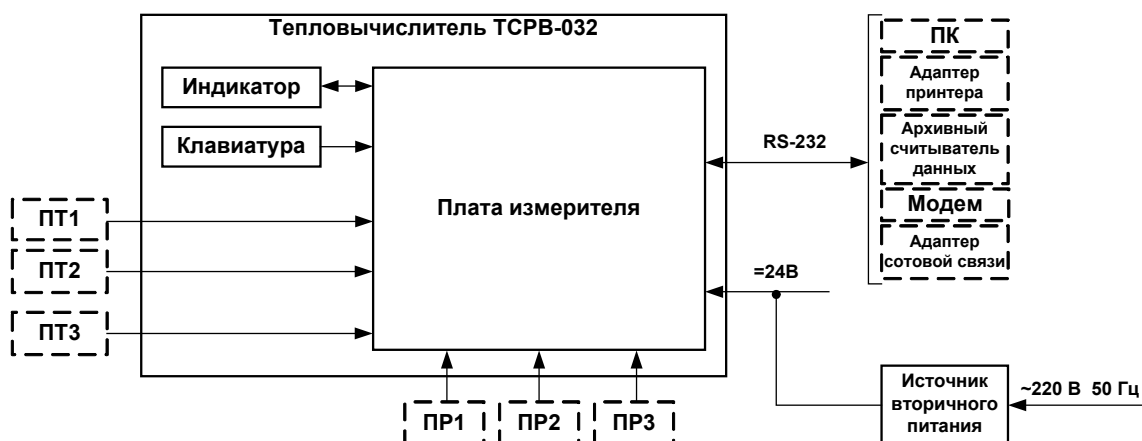 Тепловычислитель ТСРВ-032
Индикатор
Клавиатура
Плата измерителя
ПТ1
ПТ2
ПТ3
ПР1
ПР2
ПР3
RS-232
=24В
ПК
Адаптер
принтера
Архивный
считыватель
данных
Модем
Адаптер
сотовой связи
Источник
вторичного
питания
~220 В 50 Гц